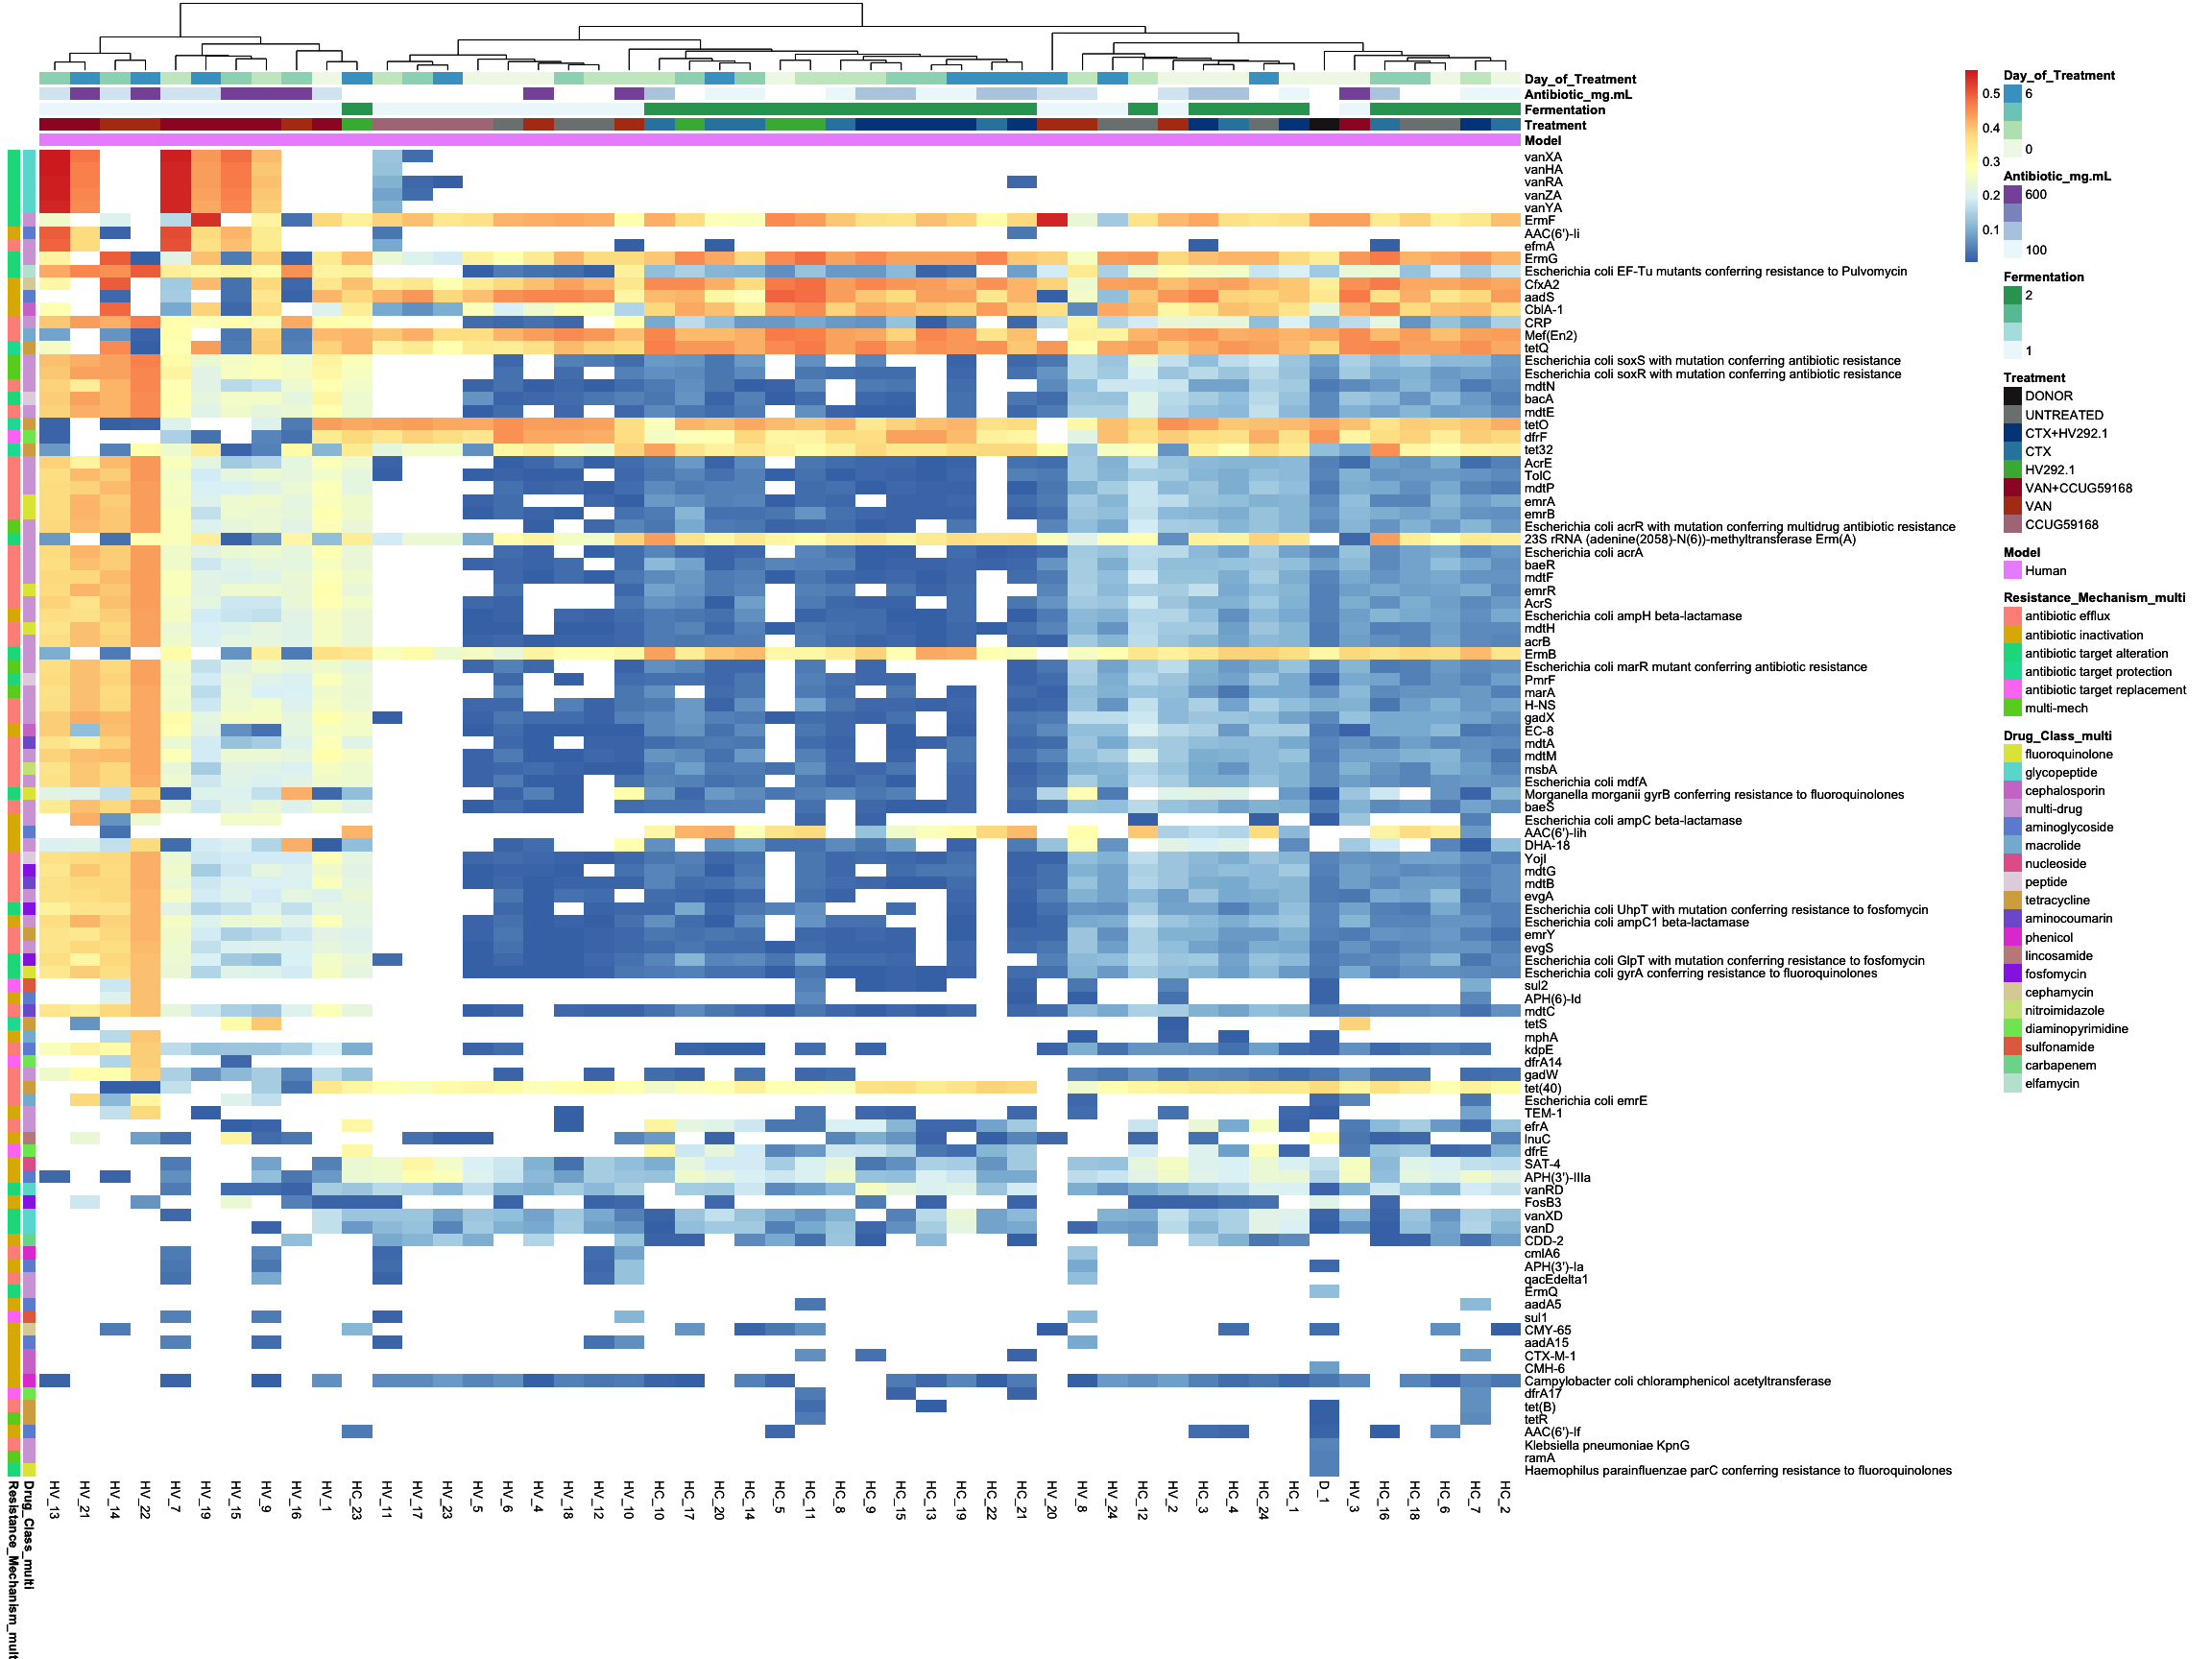 Day_of_Treatment
Antibiotic_mg.mL
Fermentation
Treatment
Model
vanXA
vanHA
vanRA
vanZA
vanYA
ErmF
AAC(6')-Ii
efmA
ErmG
Escherichia coli EF-Tu mutants conferring resistance to Pulvomycin
CfxA2
aadS
CblA-1
CRP
Mef(En2)
tetQ
Escherichia coli soxS with mutation conferring antibiotic resistance
Escherichia coli soxR with mutation conferring antibiotic resistance
mdtN
bacA
mdtE
tetO
dfrF
tet32
AcrE
TolC
mdtP
emrA
emrB
Escherichia coli acrR with mutation conferring multidrug antibiotic resistance
23S rRNA (adenine(2058)-N(6))-methyltransferase Erm(A)
Escherichia coli acrA
baeR
mdtF
emrR
AcrS
Escherichia coli ampH beta-lactamase
mdtH
acrB
ErmB
Escherichia coli marR mutant conferring antibiotic resistance
PmrF
marA
H-NS
gadX
EC-8
mdtA
mdtM
msbA
Escherichia coli mdfA
Morganella morganii gyrB conferring resistance to fluoroquinolones
baeS
Escherichia coli ampC beta-lactamase
AAC(6')-Iih
DHA-18
YojI
mdtG
mdtB
evgA
Escherichia coli UhpT with mutation conferring resistance to fosfomycin
Escherichia coli ampC1 beta-lactamase
emrY
evgS
Escherichia coli GlpT with mutation conferring resistance to fosfomycin
Escherichia coli gyrA conferring resistance to fluoroquinolones
sul2
APH(6)-Id
mdtC
tetS
mphA
kdpE
dfrA14
gadW
tet(40)
Escherichia coli emrE
TEM-1
efrA
lnuC
dfrE
SAT-4
APH(3')-IIIa
vanRD
FosB3
vanXD
vanD
CDD-2
cmlA6
APH(3')-Ia
qacEdelta1
ErmQ
aadA5
sul1
CMY-65
aadA15
CTX-M-1
CMH-6
Campylobacter coli chloramphenicol acetyltransferase
dfrA17
tet(B)
tetR
AAC(6')-If
Klebsiella pneumoniae KpnG
ramA
Haemophilus parainfluenzae parC conferring resistance to fluoroquinolones
Resistance_Mechanism_mult
Drug_Class_multi
HV_13
HV_21
HV_14
HV_22
HV_7
HV_19
HV_15
HV_9
HV_16
HV_1
HC_23
HV_11
HV_17
HV_23
HV_5
HV_6
HV_4
HV_18
HV_12
HV_10
HC_10
HC_17
HC_20
HC_14
HC_5
HC_11
HC_8
HC_9
HC_15
HC_13
HC_19
HC_22
HC_21
HV_20
HV_8
HV_24
HC_12
HV_2
HC_3
HC_4
HC_24
HC_1
D_1
HV_3
HC_16
HC_18
HC_6
HC_7
HC_2
0.5
0.4
0.3
0.2
0.1
Day_of_Treatment
6
0
Antibiotic_mg.mL
600
100
Fermentation
2
1
Treatment
DONOR
UNTREATED
CTX+HV292.1
CTX
HV292.1
VAN+CCUG59168
VAN
CCUG59168
Model
Human
Resistance_Mechanism_multi
antibiotic efflux
antibiotic inactivation
antibiotic target alteration
antibiotic target protection
antibiotic target replacement
multi-mech
Drug_Class_multi
fluoroquinolone
glycopeptide
cephalosporin
multi-drug
aminoglycoside
macrolide
nucleoside
peptide
tetracycline
aminocoumarin
phenicol
lincosamide
fosfomycin
cephamycin
nitroimidazole
diaminopyrimidine
sulfonamide
carbapenem
elfamycin